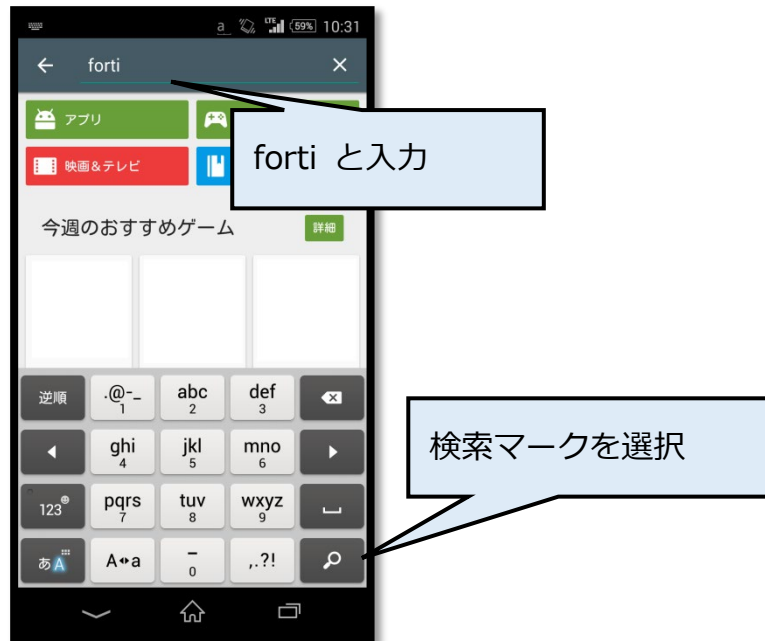 a LTE 59% 10:31
forti
アプリ
映画&テレビ
forti と入力
今週のおすすめゲーム 詳細
逆順 .@-_ 1 abc 2 def 3
ghi 4 jkl 5 mno 6
123 pqrs 7 tuv 8 wxyz 9
あA A a – 0 ,.?!
検索マークを選択